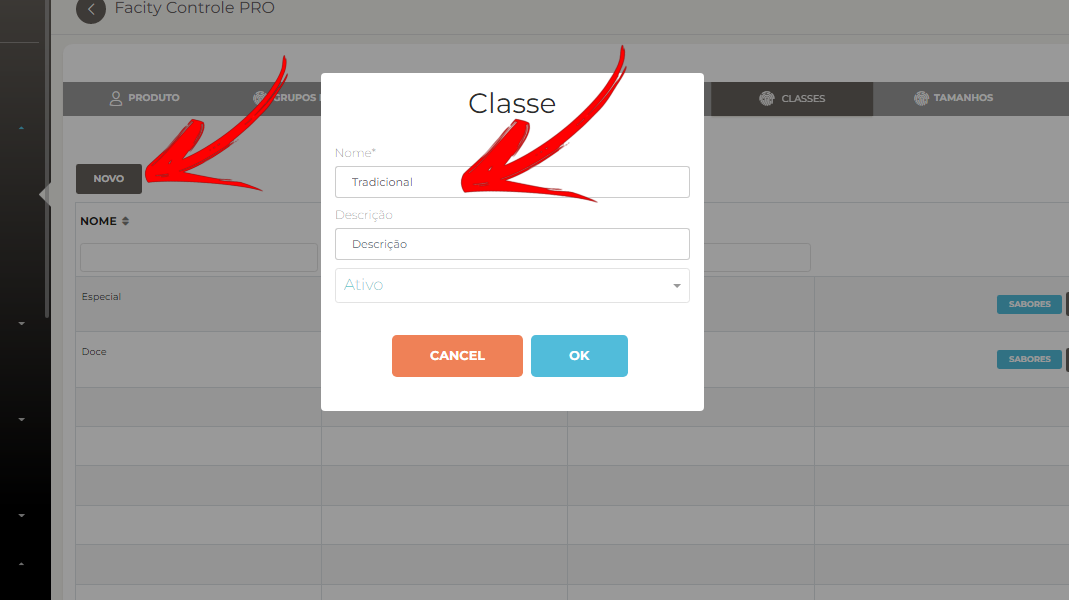 Facity Controle PRO
PRODUTO
GRUPOS
CLASSES
TAMANHOS
NOVO
NOME
Especial
SABORES
Doce
SABORES
Classe
Nome*
Tradicional
Descrição
Descrição
Ativo
CANCEL
OK